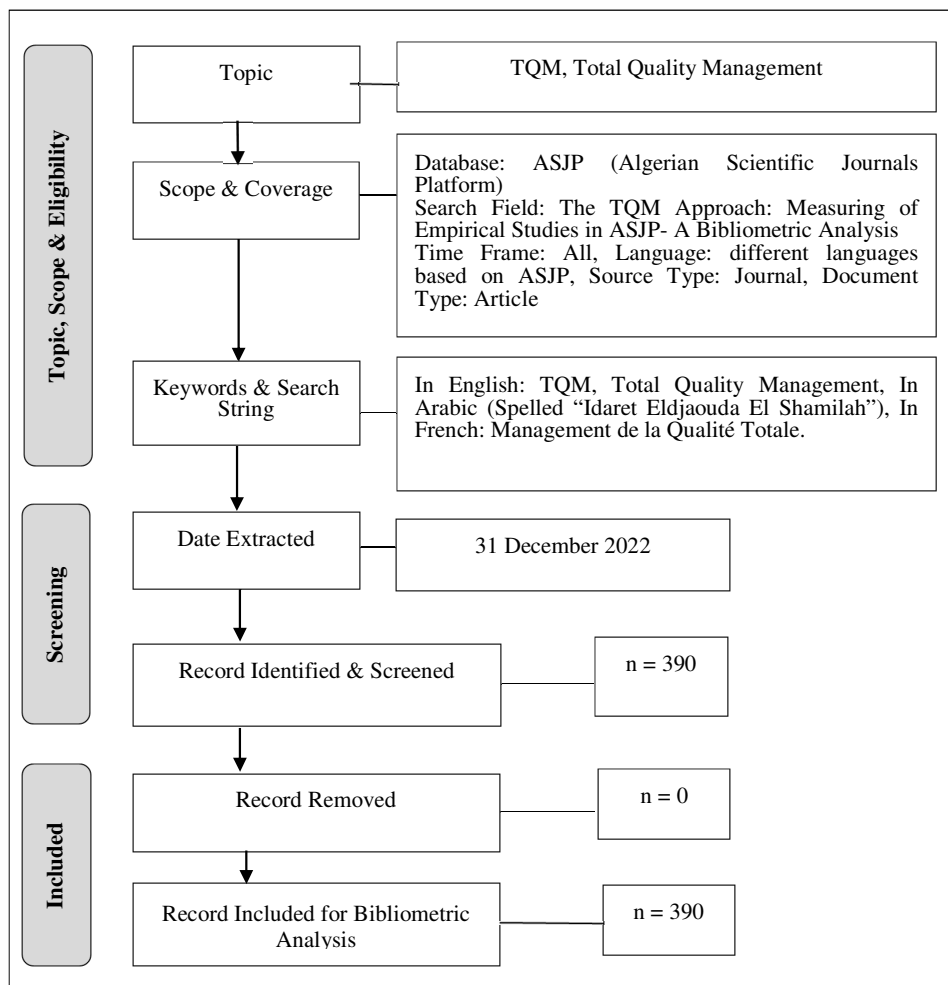 Topic, Scope & Eligibility
Topic
TQM, Total Quality Management
Scope & Coverage
Database: ASJP (Algerian Scientific Journals
Platform)
Search Field: The TQM Approach: Measuring of
Empirical Studies in ASJP- A Bibliometric Analysis
Time Frame: All, Language: different languages
based on ASJP, Source Type: Journal, Document
Type: Article
Keywords & Search
String
In English: TQM, Total Quality Management, In
Arabic (Spelled “Idaret Eldjaouda El Shamilah”), In
French: Management de la Qualité Totale.
Screening
Date Extracted
31 December 2022
Record Identified & Screened
n = 390
Included
Record Removed
n = 0
Record Included for Bibliometric
Analysis
n = 390